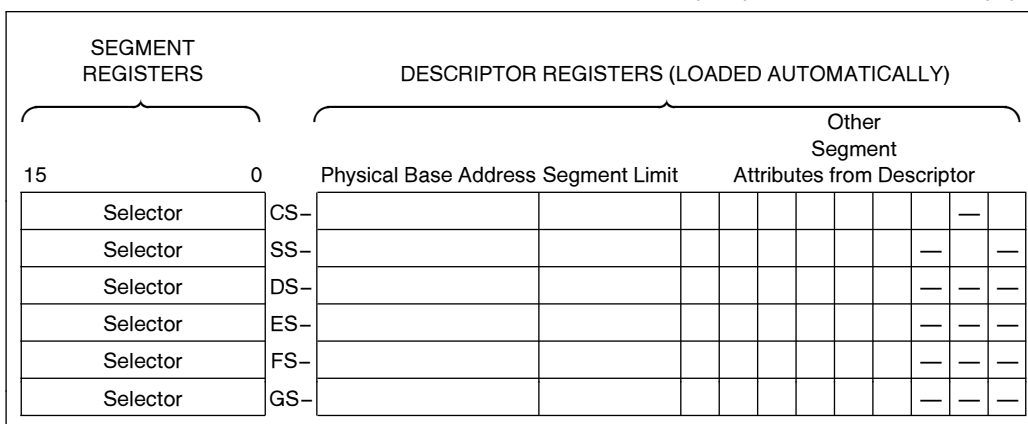 SEGMENT
REGISTERS
DESCRIPTOR REGISTERS (LOADED AUTOMATICALLY)
Other
Segment
15 0 Physical Base Address Segment Limit Attributes from Descriptor
Selector CS– —
Selector SS– — —
Selector DS– — — —
Selector ES– — — —
Selector FS– — — —
Selector GS– — — —